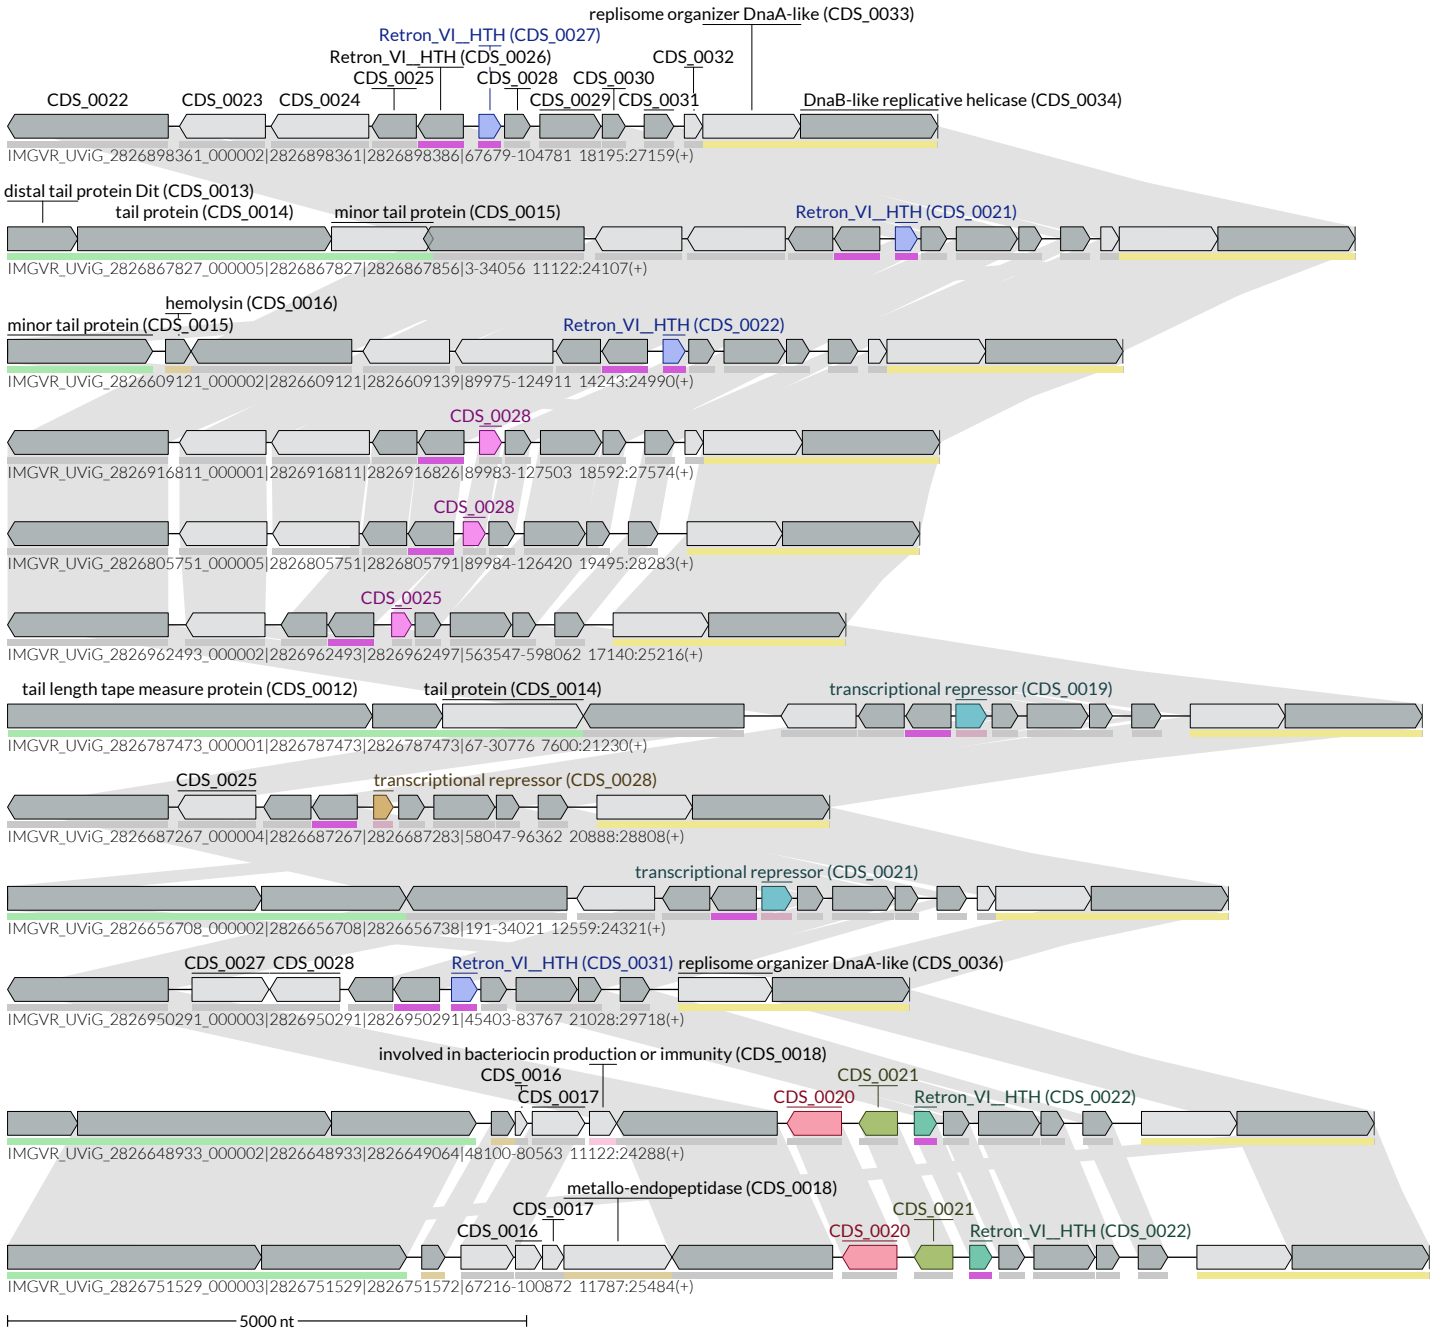 replisome organizer DnaA-like (CDS_0033)
Retron_VI__HTH (CDS_0027)
Retron_VI__HTH (CDS_0026) CDS_0032
CDS_0025 CDS_0028 CDS_0030
CDS_0022 CDS_0023 CDS_0024 CDS_0029 CDS_0031 DnaB-like replicative helicase (CDS_0034)
IMGVR_UViG_2826898361_000002|2826898361|2826898386|67679-104781 18195:27159(+)
distal tail protein Dit (CDS_0013)
tail protein (CDS_0014) minor tail protein (CDS_0015) Retron_VI__HTH (CDS_0021)
IMGVR_UViG_2826867827_000005|2826867827|2826867856|3-34056 11122:24107(+)
hemolysin (CDS_0016)
minor tail protein (CDS_0015) Retron_VI__HTH (CDS_0022)
IMGVR_UViG_2826609121_000002|2826609121|2826609139|89975-124911 14243:24990(+)
CDS_0028
IMGVR_UViG_2826916811_000001|2826916811|2826916826|89983-127503 18592:27574(+)
CDS_0028
IMGVR_UViG_2826805751_000005|2826805751|2826805791|89984-126420 19495:28283(+)
CDS_0025
IMGVR_UViG_2826962493_000002|2826962493|2826962497|563547-598062 17140:25216(+)
tail length tape measure protein (CDS_0012) tail protein (CDS_0014) transcriptional repressor (CDS_0019)
IMGVR_UViG_2826787473_000001|2826787473|2826787473|67-30776 7600:21230(+)
CDS_0025 transcriptional repressor (CDS_0028)
IMGVR_UViG_2826687267_000004|2826687267|2826687283|58047-96362 20888:28808(+)
transcriptional repressor (CDS_0021)
IMGVR_UViG_2826656708_000002|2826656708|2826656738|191-34021 12559:24321(+)
CDS_0027 CDS_0028 Retron_VI__HTH (CDS_0031) replisome organizer DnaA-like (CDS_0036)
IMGVR_UViG_2826950291_000003|2826950291|2826950291|45403-83767 21028:29718(+)
involved in bacteriocin production or immunity (CDS_0018)
CDS_0016 CDS_0021
CDS_0017 CDS_0020 Retron_VI__HTH (CDS_0022)
IMGVR_UViG_2826648933_000002|2826648933|2826649064|48100-80563 11122:24288(+)
metallo-endopeptidase (CDS_0018)
CDS_0017 CDS_0021
CDS_0016 CDS_0020 Retron_VI__HTH (CDS_0022)
IMGVR_UViG_2826751529_000003|2826751529|2826751572|67216-100872 11787:25484(+)
5000 nt